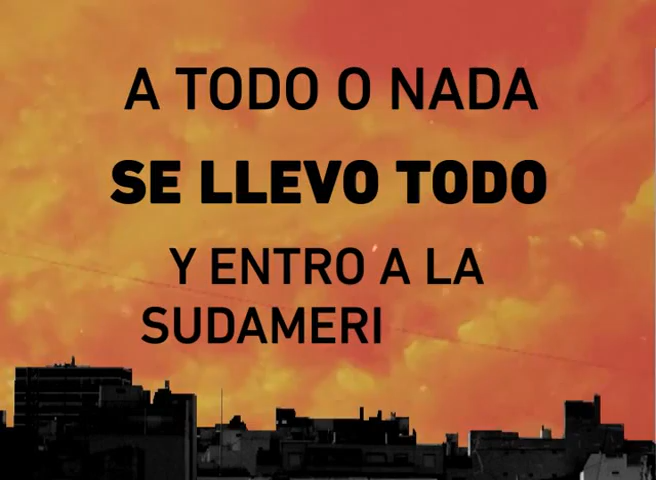 A TODO O NADA
SE LLEVO TODO
Y ENTRO A LA
SUDAMERI